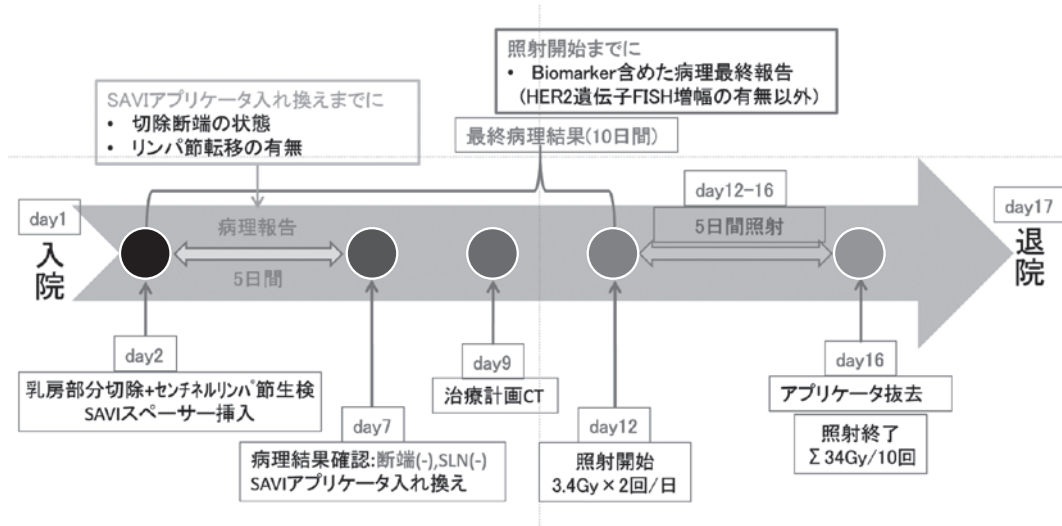 照射開始までに
• Biomarker含めた病理最終報告
(HER2遺伝子FISH増幅の有無以外)
SAVIアプリケータ入れ換えまでに
• 切除断端の状態
• リンパ節転移の有無
最終病理結果(10日間)
day1
入院
病理報告
5日間
day12-16
5日間照射
day17
退院
day2
乳房部分切除+センチネルリンパ節生検
SAVIスペーサー挿入
day7
病理結果確認:断端(-),SLN(-)
SAVIアプリケータ入れ換え
day9
治療計画CT
day12
照射開始
3.4Gy×2回/日
day16
アプリケータ抜去
照射終了
Σ34Gy/10回